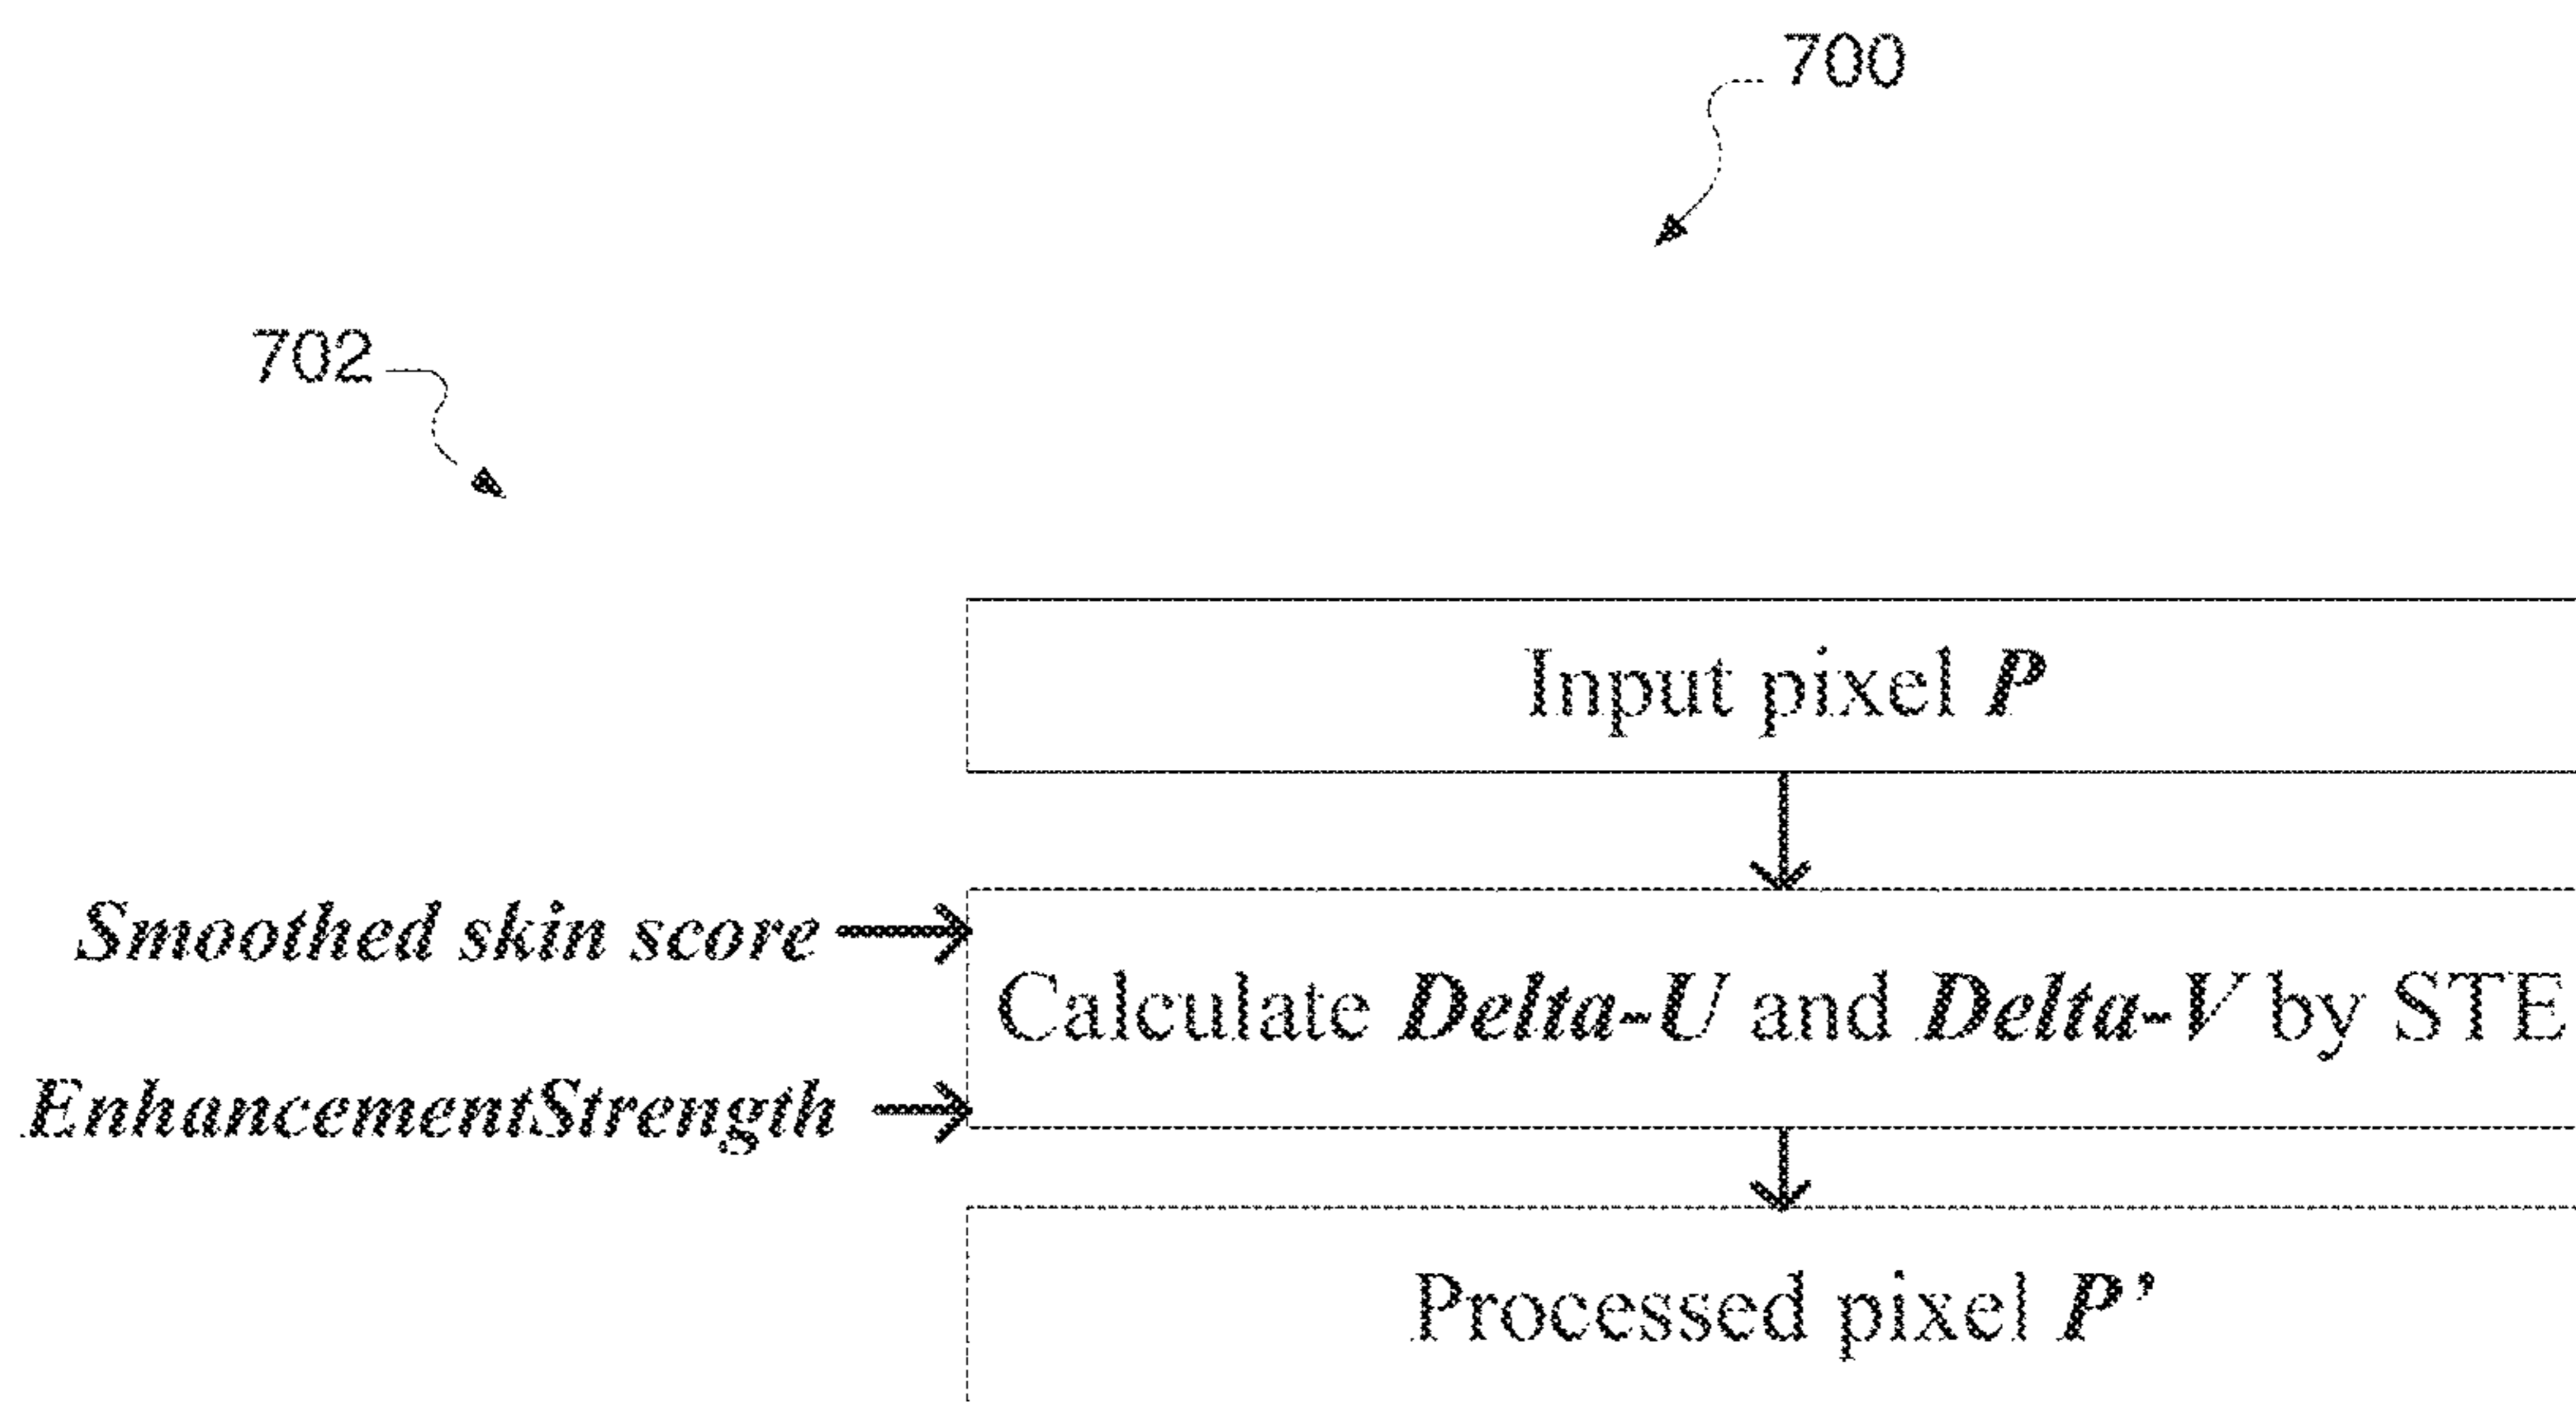 700
702
Input pixel P
Smoothed skin score
Calculate Delta-U and Delta-V by STE
EnhancementStrength
Processed pixel P’